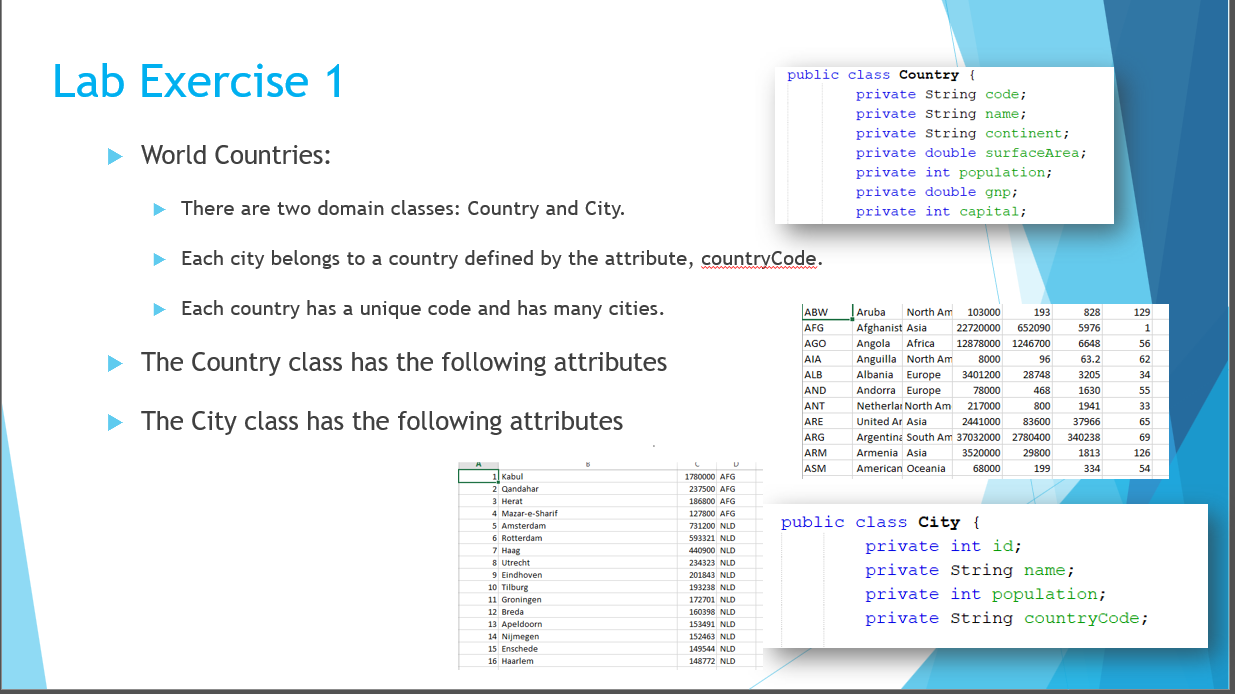 Lab Exercise 1
World Countries:
There are two domain classes: Country and City.
Each city belongs to a country defined by the attribute, countryCode.
Each country has a unique code and has many cities.
The Country class has the following attributes
The City class has the following attributes
public class Country {
private String code;
private String name;
private String continent;
private double surfaceArea;
private int population;
private double gnp;
private int capital;
ABW Aruba North Am 103000 193 828 129
AFG Afghanist Asia 22720000 652090 5976 1
AGO Angola Africa 12878000 1246700 6648 56
AIA Anguilla North Am 8000 96 63.2 62
ALB Albania Europe 3401200 28748 3205 34
AND Andorra Europe 78000 468 1630 55
ANT Netherlar North Am 217000 800 1941 33
ARE United Ar Asia 2441000 83600 37966 65
ARG Argentina South Am 37032000 2780400 340238 69
ARM Armenia Asia 3520000 29800 1813 126
ASM American Oceania 68000 199 334 54
A B C D
1 Kabul 1780000 AFG
2 Qandahar 237500 AFG
3 Herat 186800 AFG
4 Mazar-e-Sharif 127800 AFG
5 Amsterdam 731200 NLD
6 Rotterdam 593321 NLD
7 Haag 440900 NLD
8 Utrecht 234323 NLD
9 Eindhoven 201843 NLD
10 Tilburg 193238 NLD
11 Groningen 172701 NLD
12 Breda 160398 NLD
13 Apeldoorn 153491 NLD
14 Nijmegen 152463 NLD
15 Enschede 149544 NLD
16 Haarlem 148772 NLD
public class City {
private int id;
private String name;
private int population;
private String countryCode;